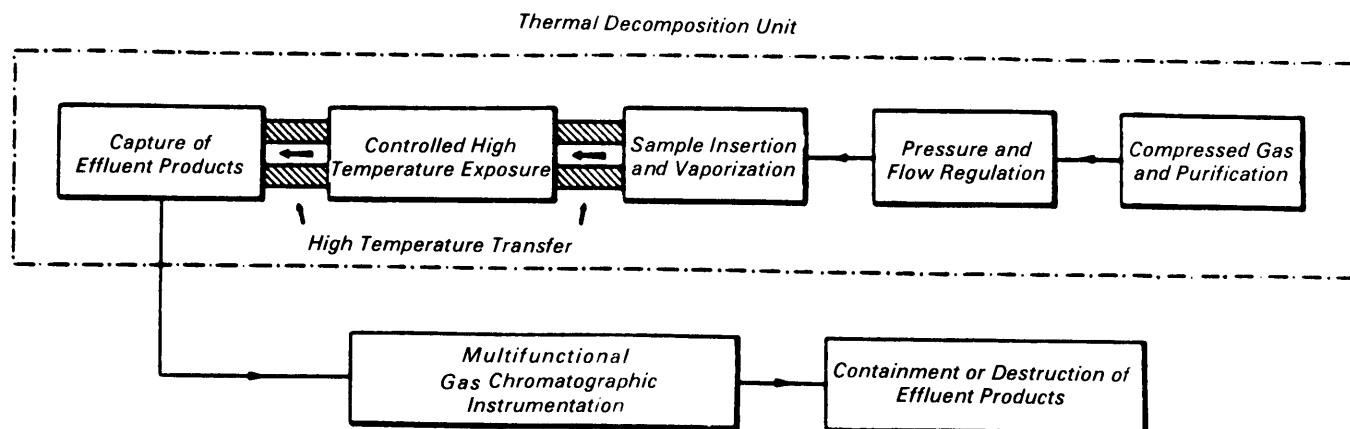 Thermal Decomposition Unit
Capture of
Effluent Products
Controlled High
Temperature Exposure
Sample Insertion
and Vaporization
Pressure and
Flow Regulation
Compressed Gas
and Purification
High Temperature Transfer
Multifunctional
Gas Chromatographic
Instrumentation
Containment or Destruction of
Effluent Products